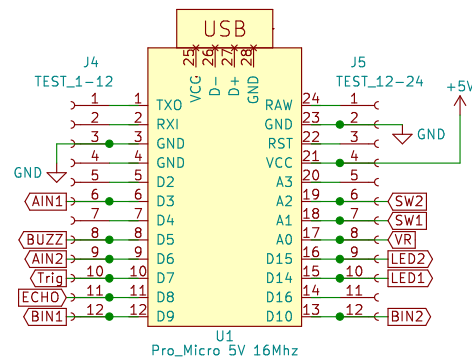 USB
J4
TEST_1-12
J5
TEST_12-24
25 VCC
26 D-
27 D+
28 GND
+5V
1 1 TXO RAW 24 1
2 2 RXI GND 23 2
GND
3 3 GND RST 22 3
4 4 GND VCC 21 4
GND
5 5 D2 A3 20 5
AIN1 6 6 D3 A2 19 6 SW2
7 7 D4 A1 18 7 SW1
BUZZ 8 8 D5 A0 17 8 VR
AIN2 9 9 D6 D15 16 9 LED2
Trig 10 10 D7 D14 15 10 LED1
ECHO 11 11 D8 D16 14 11
BIN1 12 12 D9 D10 13 12 BIN2
U1
Pro_Micro 5V 16Mhz